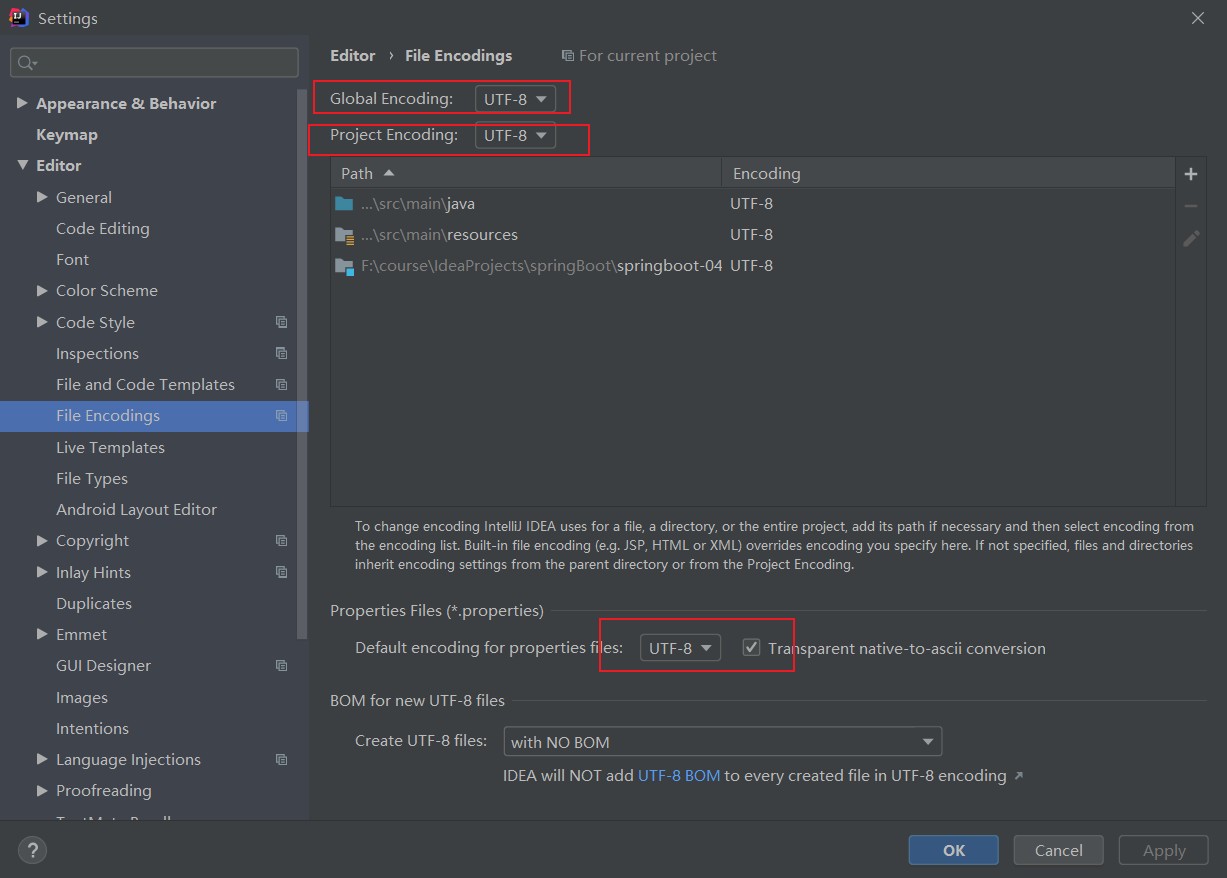 Settings
Appearance & Behavior
Keymap
Editor
General
Code Editing
Font
Color Scheme
Code Style
Inspections
File and Code Templates
File Encodings
Live Templates
File Types
Android Layout Editor
Copyright
Inlay Hints
Duplicates
Emmet
GUI Designer
Images
Intentions
Language Injections
Proofreading
Editor › File Encodings For current project
Global Encoding: UTF-8
Project Encoding: UTF-8
Path Encoding
...\src\main\java UTF-8
...\src\main\resources UTF-8
F:\course\IdeaProjects\springBoot\springboot-04 UTF-8
To change encoding IntelliJ IDEA uses for a file, a directory, or the entire project, add its path if necessary and then select encoding from
the encoding list. Built-in file encoding (e.g. JSP, HTML or XML) overrides encoding you specify here. If not specified, files and directories
inherit encoding settings from the parent directory or from the Project Encoding.
Properties Files (*.properties)
Default encoding for properties files: UTF-8 Transparent native-to-ascii conversion
BOM for new UTF-8 files
Create UTF-8 files: with NO BOM
IDEA will NOT add UTF-8 BOM to every created file in UTF-8 encoding ↗
? OK Cancel Apply